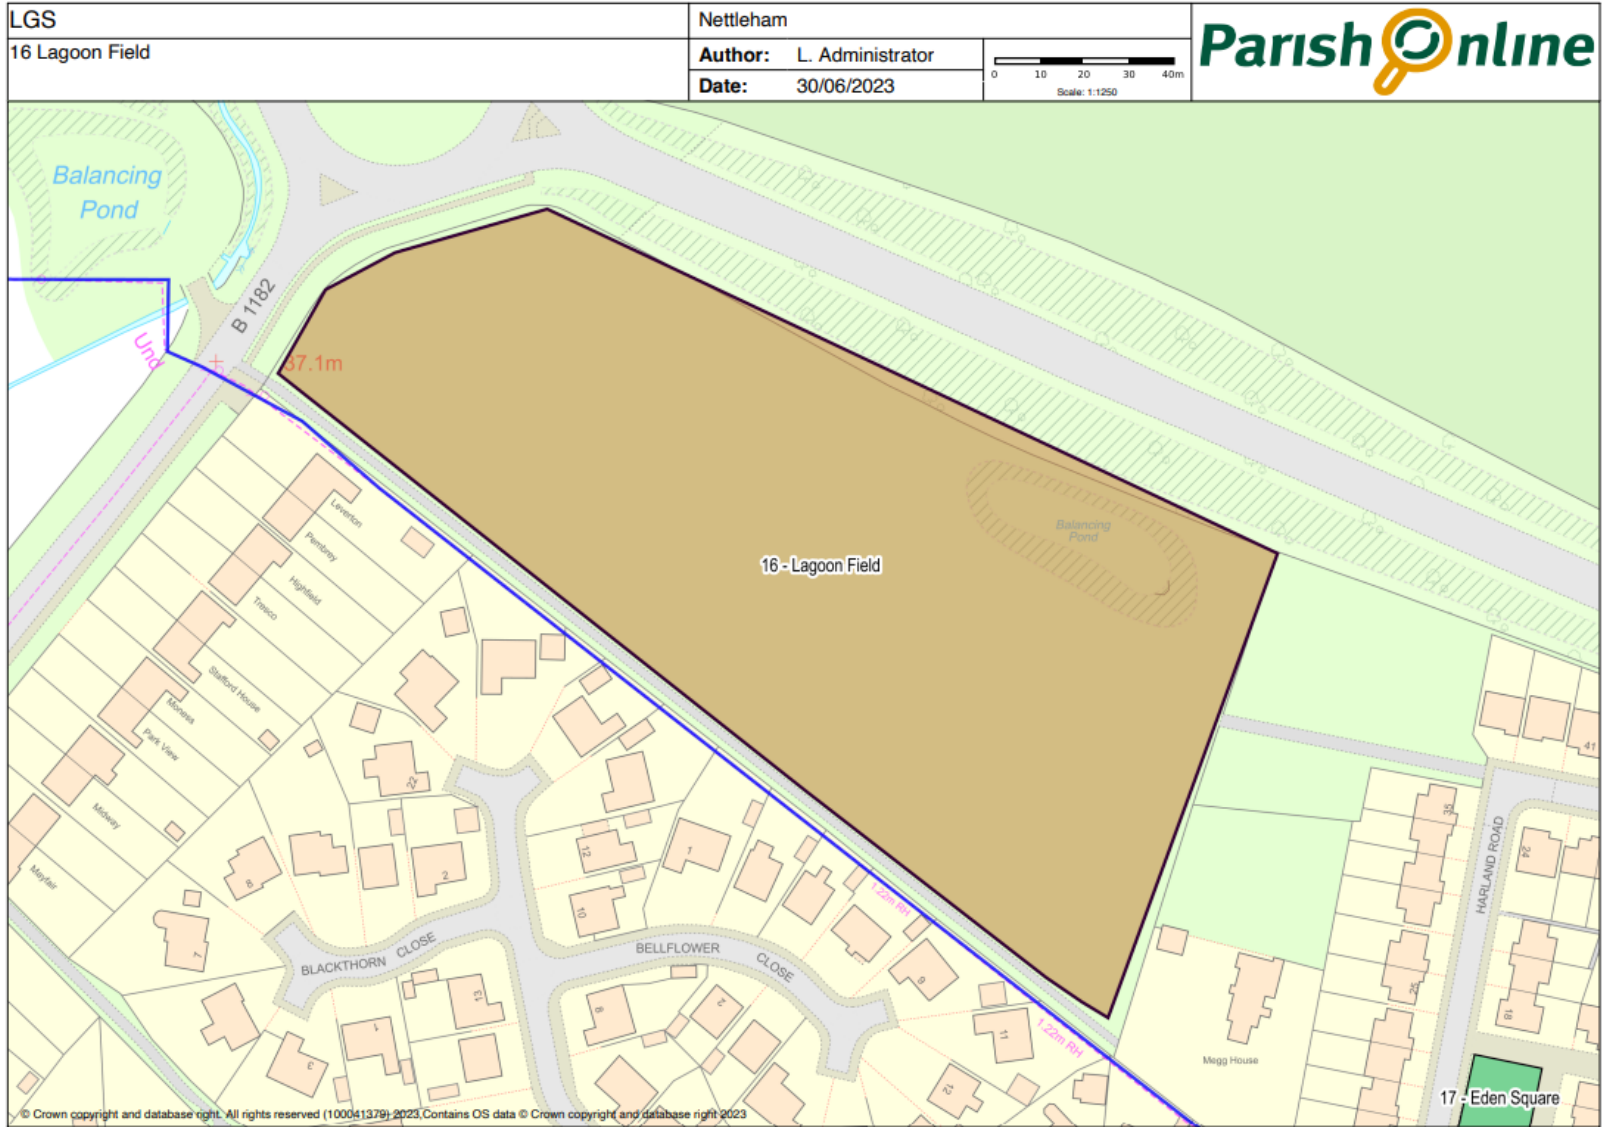 LGS
16 Lagoon Field
Nettleham
Author: L. Administrator
Date: 30/06/2023
0 10 20 30 40m
Scale: 1:1250
Parish Online
Balancing
Pond
B 1182
Und
37.1m
16 - Lagoon Field
Balancing
Pond
Leverton
Pembrey
Highfield
Tresco
Stafford House
Monesa
Park View
Midway
Mayfair
22
2
8
7
12
1
10
BLACKTHORN CLOSE
BELLFLOWER CLOSE
1.22m RH
1.22m RH
13
1
3
8
2
9
11
12
41
35
24
HARLAND ROAD
25
18
Megg House
17 - Eden Square
© Crown copyright and database right. All rights reserved (100041379) 2023,Contains OS data © Crown copyright and database right 2023